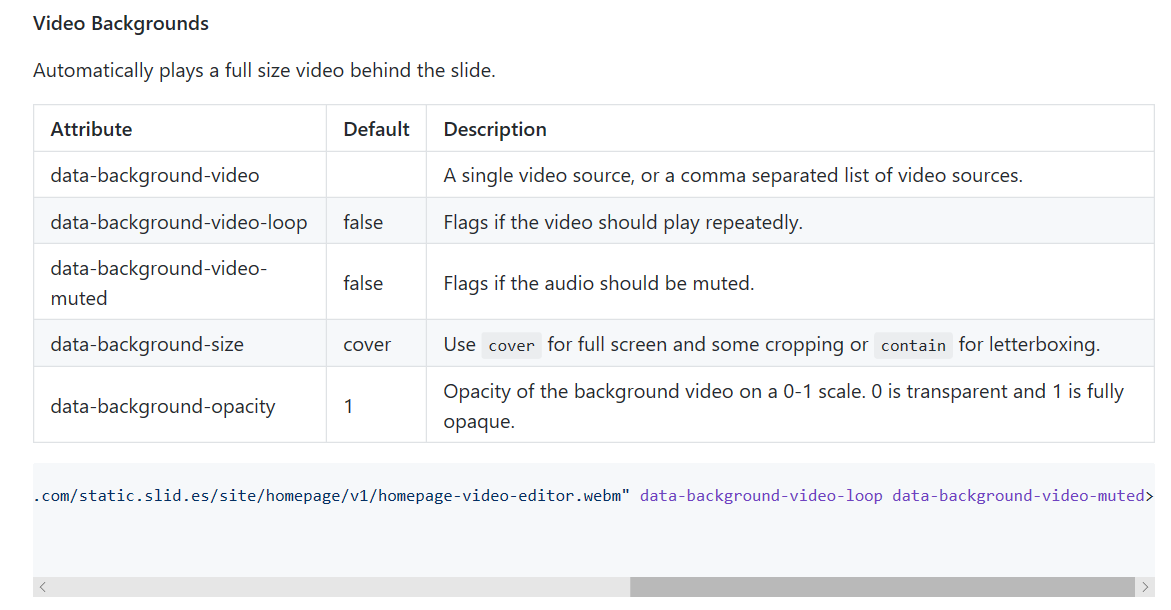 Video Backgrounds
Automatically plays a full size video behind the slide.
Attribute Default Description
data-background-video A single video source, or a comma separated list of video sources.
data-background-video-loop false Flags if the video should play repeatedly.
data-background-video-
muted false Flags if the audio should be muted.
data-background-size cover Use cover for full screen and some cropping or contain for letterboxing.
data-background-opacity 1 Opacity of the background video on a 0-1 scale. 0 is transparent and 1 is fully
opaque.
.com/static.slid.es/site/homepage/v1/homepage-video-editor.webm" data-background-video-loop data-background-video-muted>